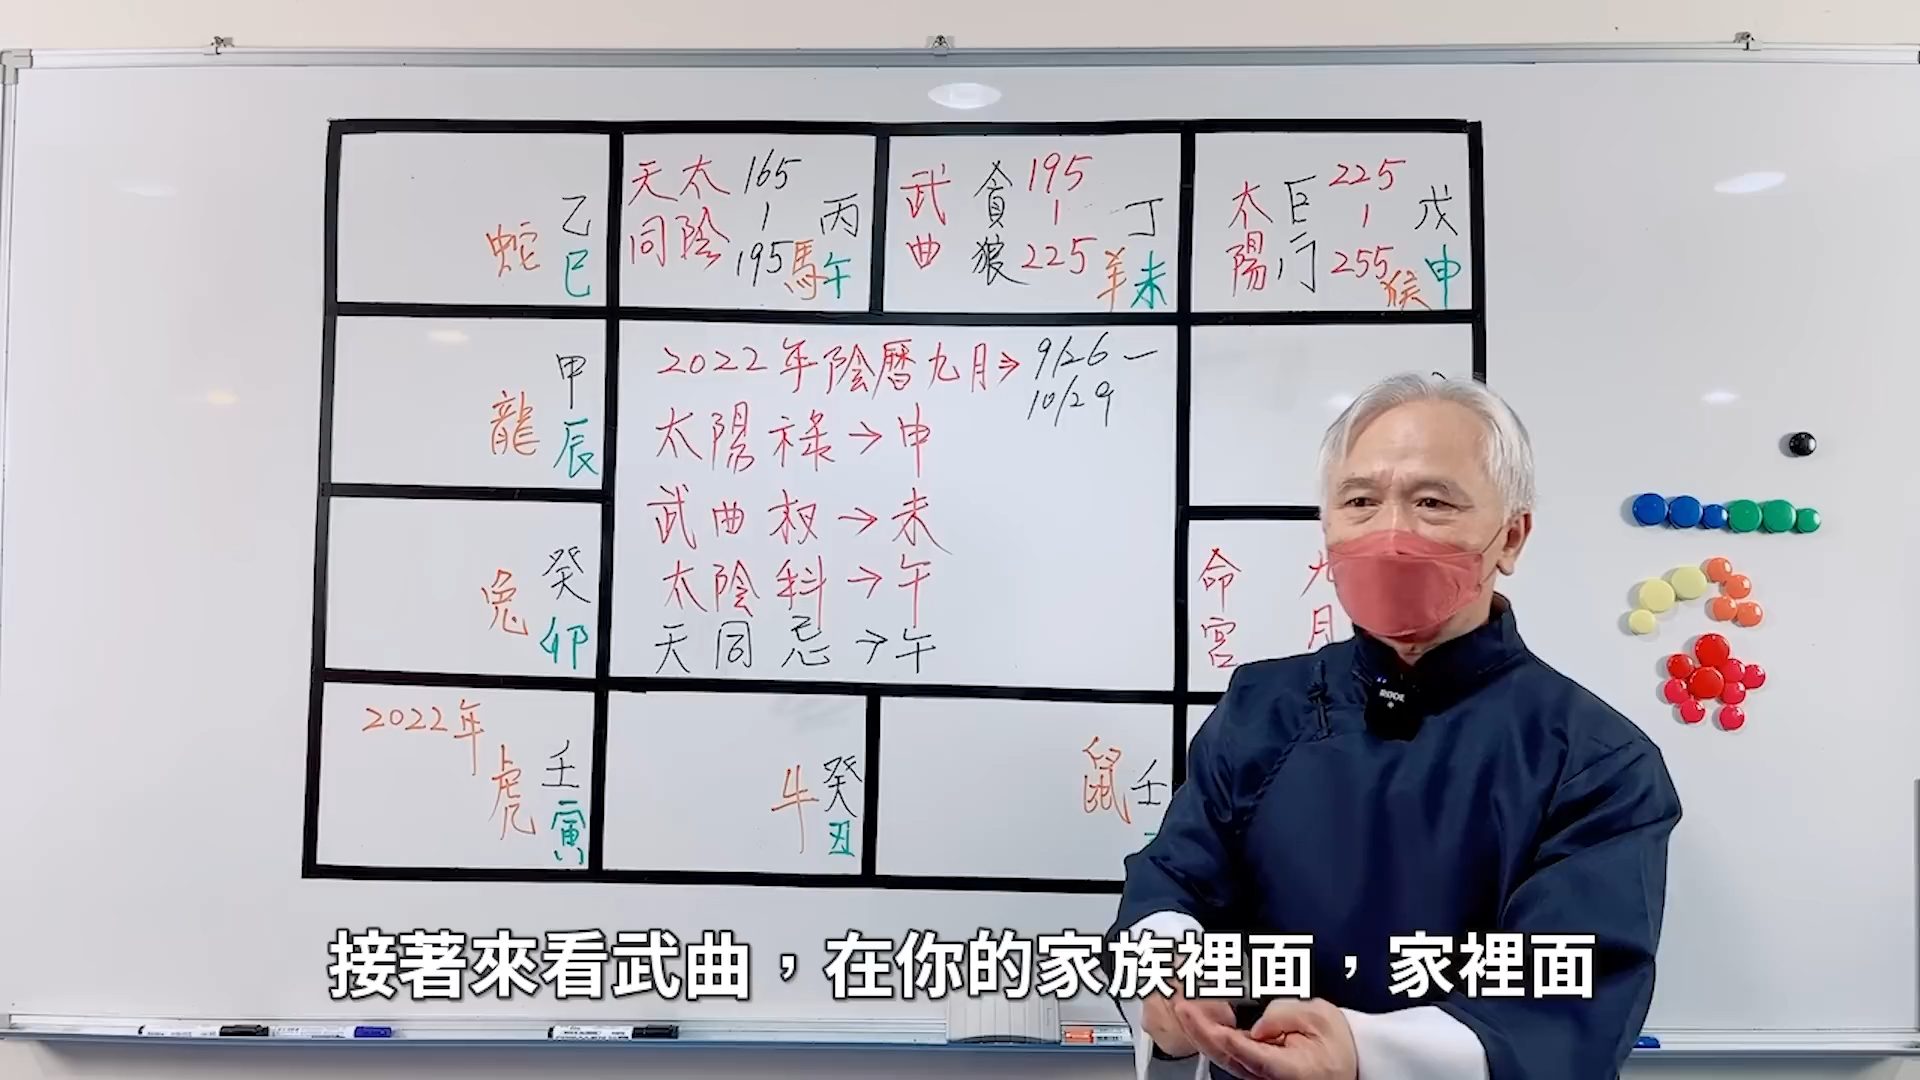 乙
蛇 巳
天 太 165
同 陰 |
195 馬 丙 午
武 貪 195
曲 狼 |
225 羊 丁 未
太 巨 225
陽 门 |
255 猴 戊 申
甲
龍 辰
癸
兔 卯
2022年陰曆九月→9/26—
10/29
太陽祿→申
武曲权→未
太陰科→午
天同忌→午
命 九
宮 月
2022年
虎 壬
寅
牛 癸
丑
鼠 壬
RODE
接著來看武曲,在你的家族裡面,家裡面